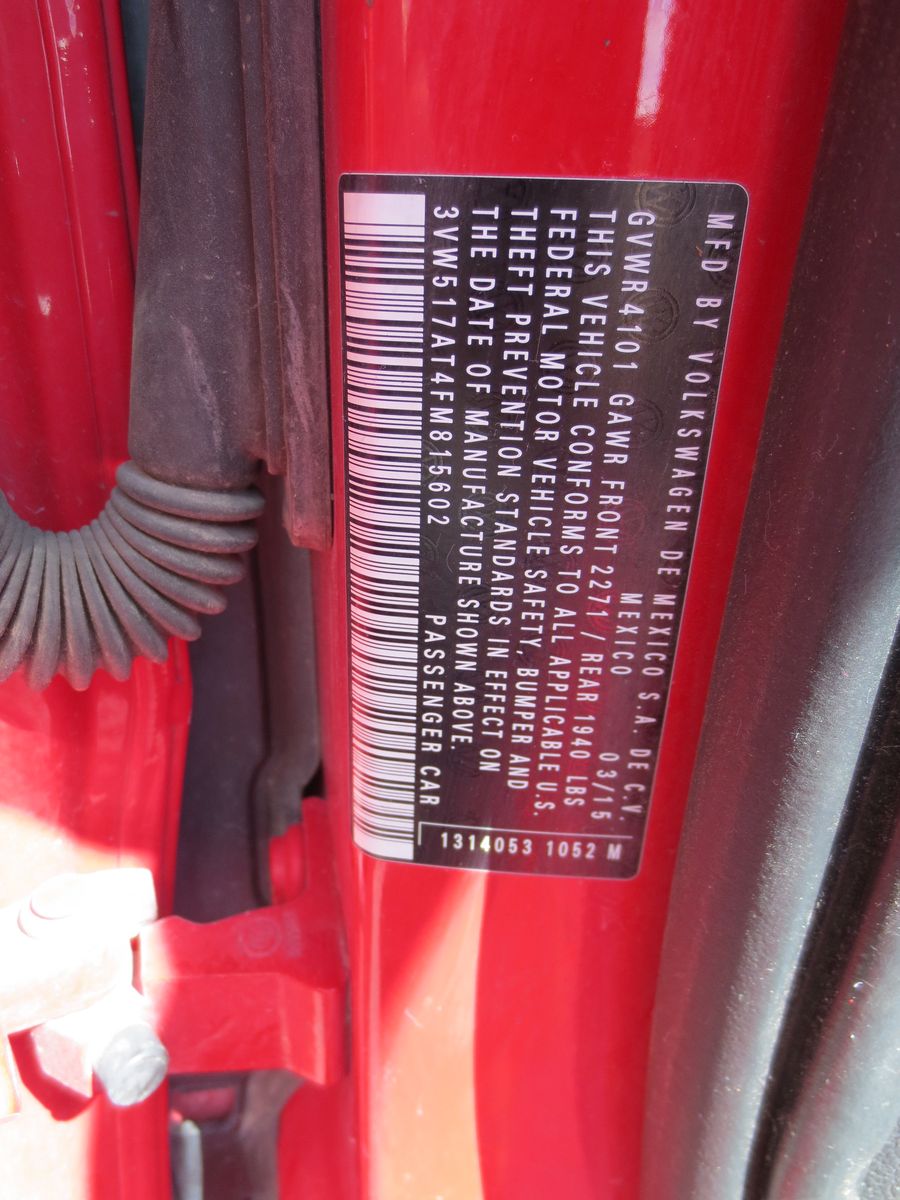 MFD BY VOLKSWAGEN DE MEXICO S.A. DE C.V.
MEXICO 03/15
GVWR 4101 GAWR FRONT 2271 / REAR 1940 LBS
THIS VEHICLE CONFORMS TO ALL APPLICABLE U.S.
FEDERAL MOTOR VEHICLE SAFETY, BUMPER AND
THEFT PREVENTION STANDARDS IN EFFECT ON
THE DATE OF MANUFACTURE SHOWN ABOVE.
3VW517AT4FM815602 PASSENGER CAR
1314053 1052 M